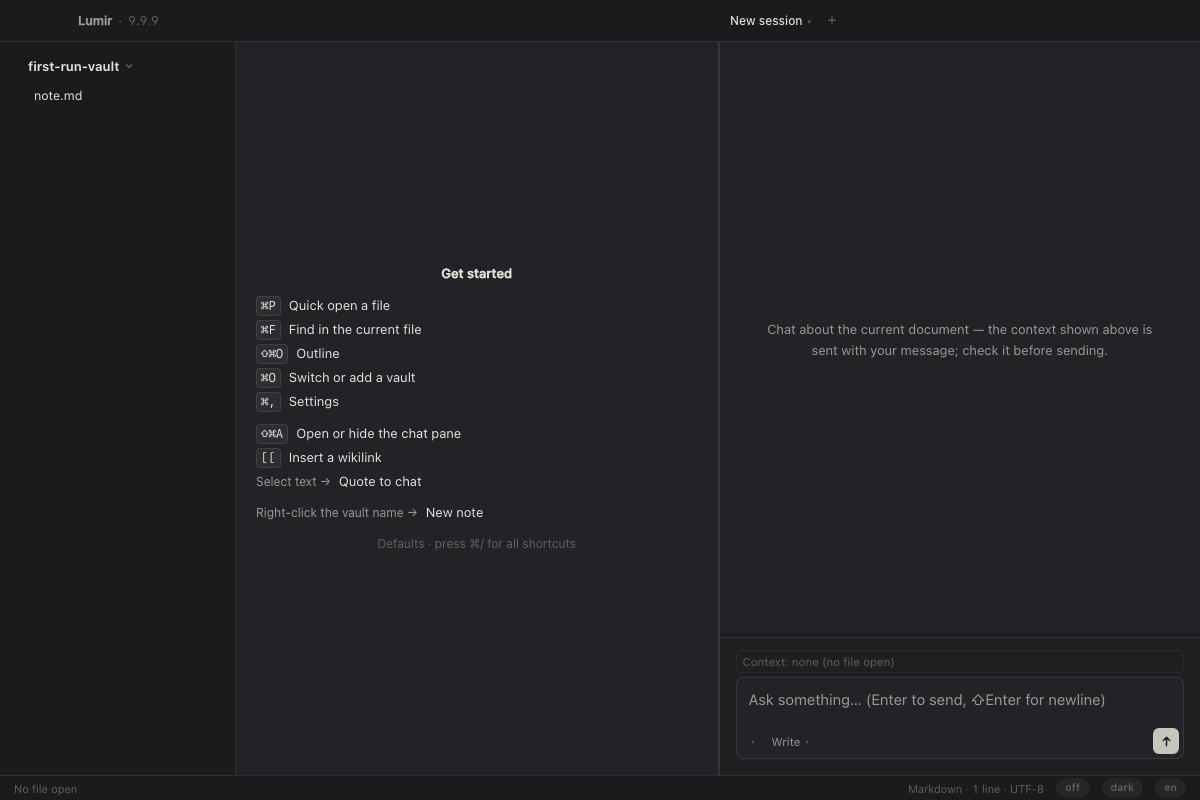 Lumir · 9.9.9
New session
first-run-vault
note.md
Get started
⌘P Quick open a file
⌘F Find in the current file
⇧⌘O Outline
⌘O Switch or add a vault
⌘, Settings
⇧⌘A Open or hide the chat pane
[[ Insert a wikilink
Select text → Quote to chat
Right-click the vault name → New note
Defaults · press ⌘/ for all shortcuts
Chat about the current document — the context shown above is
sent with your message; check it before sending.
Context: none (no file open)
Ask something... (Enter to send, ⇧Enter for newline)
Write
No file open
Markdown · 1 line · UTF-8 off dark en